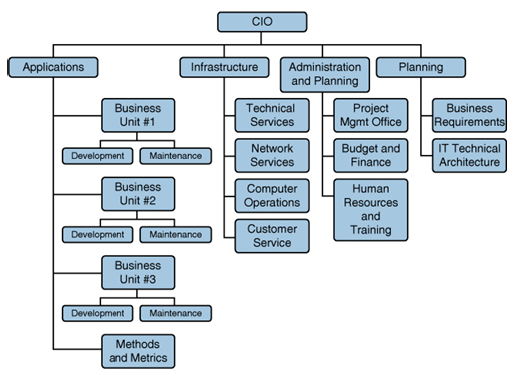 CIO
Applications
Infrastructure
Administration
and Planning
Planning
Business
Unit #1
Development
Maintenance
Business
Unit #2
Development
Maintenance
Business
Unit #3
Development
Maintenance
Methods
and Metrics
Technical
Services
Network
Services
Computer
Operations
Customer
Service
Project
Mgmt Office
Budget and
Finance
Human
Resources
and
Training
Business
Requirements
IT Technical
Architecture